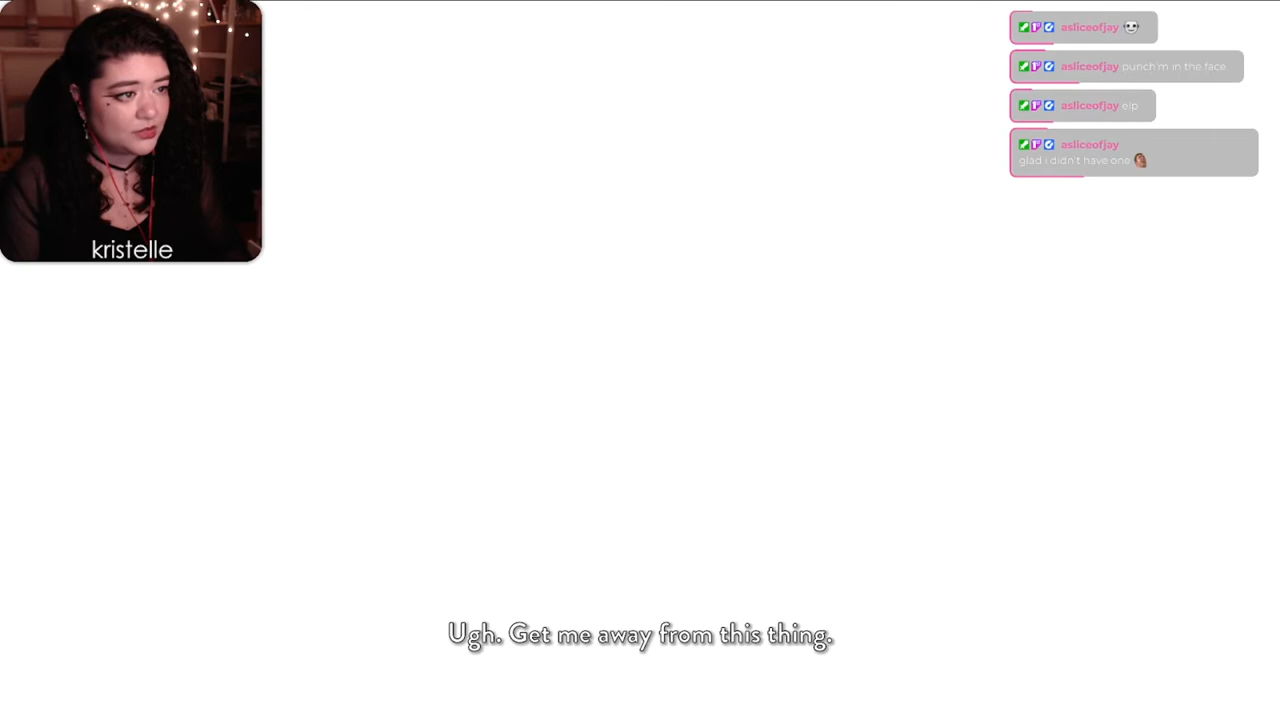 kristelle
asliceofjay
asliceofjay punch'm in the face
asliceofjay elp
asliceofjay
glad i didn't have one
Ugh. Get me away from this thing.